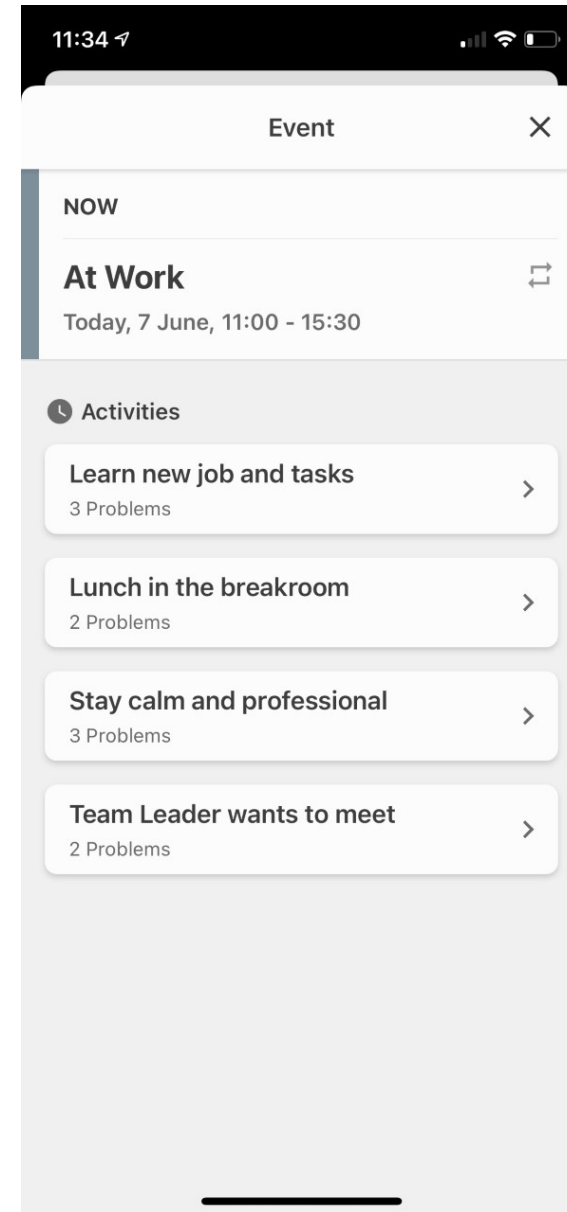 11:34
Event
NOW
At Work
Today, 7 June, 11:00 - 15:30
Activities
Learn new job and tasks
3 Problems
Lunch in the breakroom
2 Problems
Stay calm and professional
3 Problems
Team Leader wants to meet
2 Problems